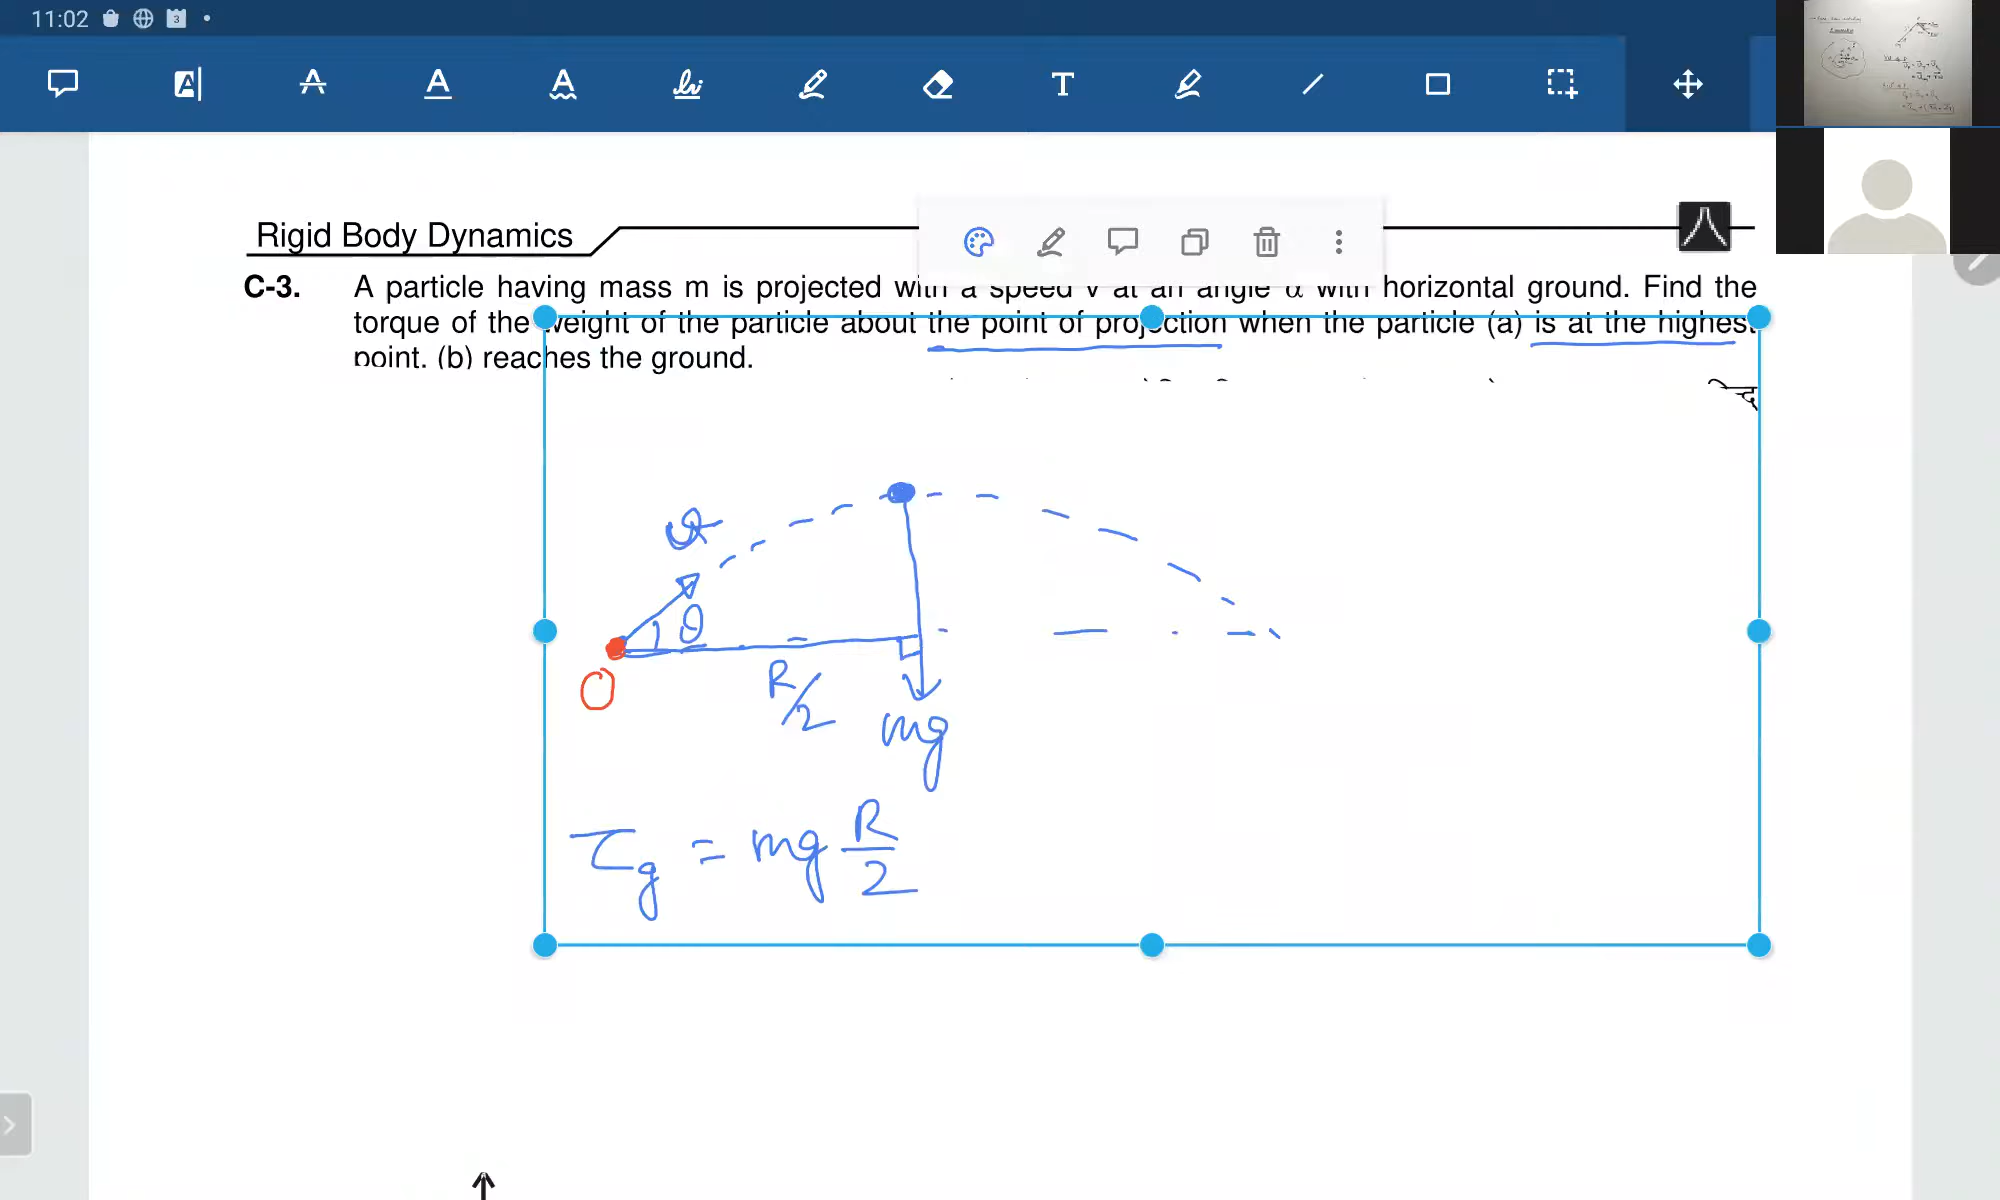 11:02
3
T
Rigid Body Dynamics
C-3. A particle having mass m is projected with a speed v at an angle α with horizontal ground. Find the
torque of the weight of the particle about the point of projection when the particle (a) is at the highest
point. (b) reaches the ground.
v
θ
O
R/2
mg
τg = mg R/2